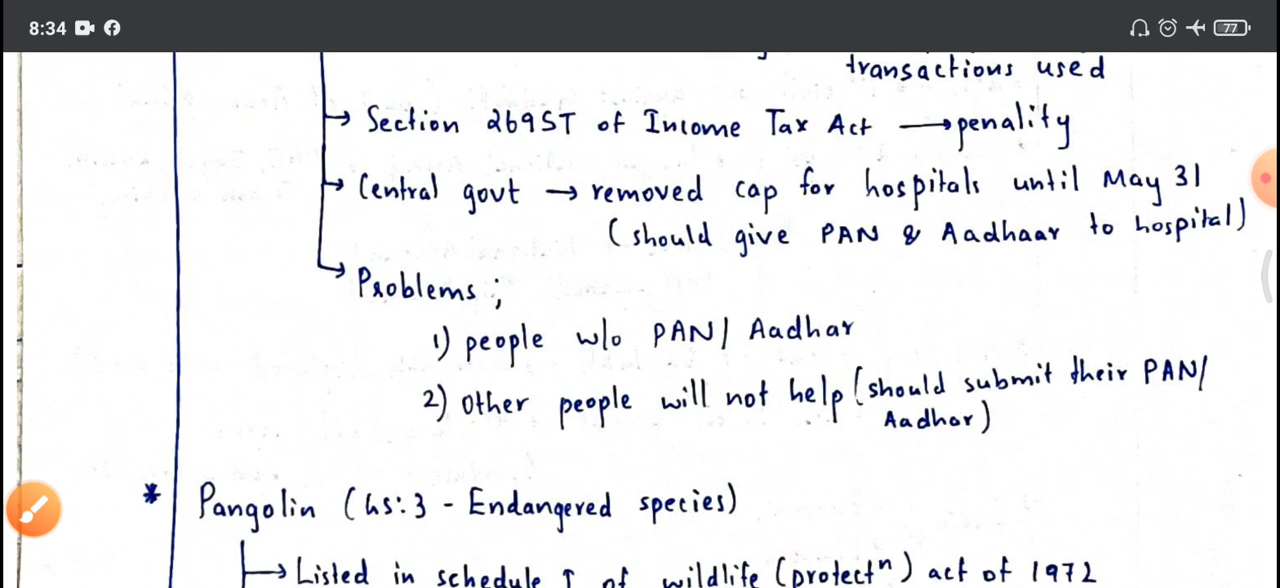 8:34
77
transactions used
Section 269ST of Income Tax Act → penality
Central govt → removed cap for hospitals until May 31
(should give PAN & Aadhaar to hospital)
Problems ;
1) people w/o PAN/ Aadhar
2) Other people will not help (should submit their PAN/
Aadhar)
* Pangolin (GS:3 - Endangered species)
Listed in schedule I of wildlife (protectⁿ) act of 1972